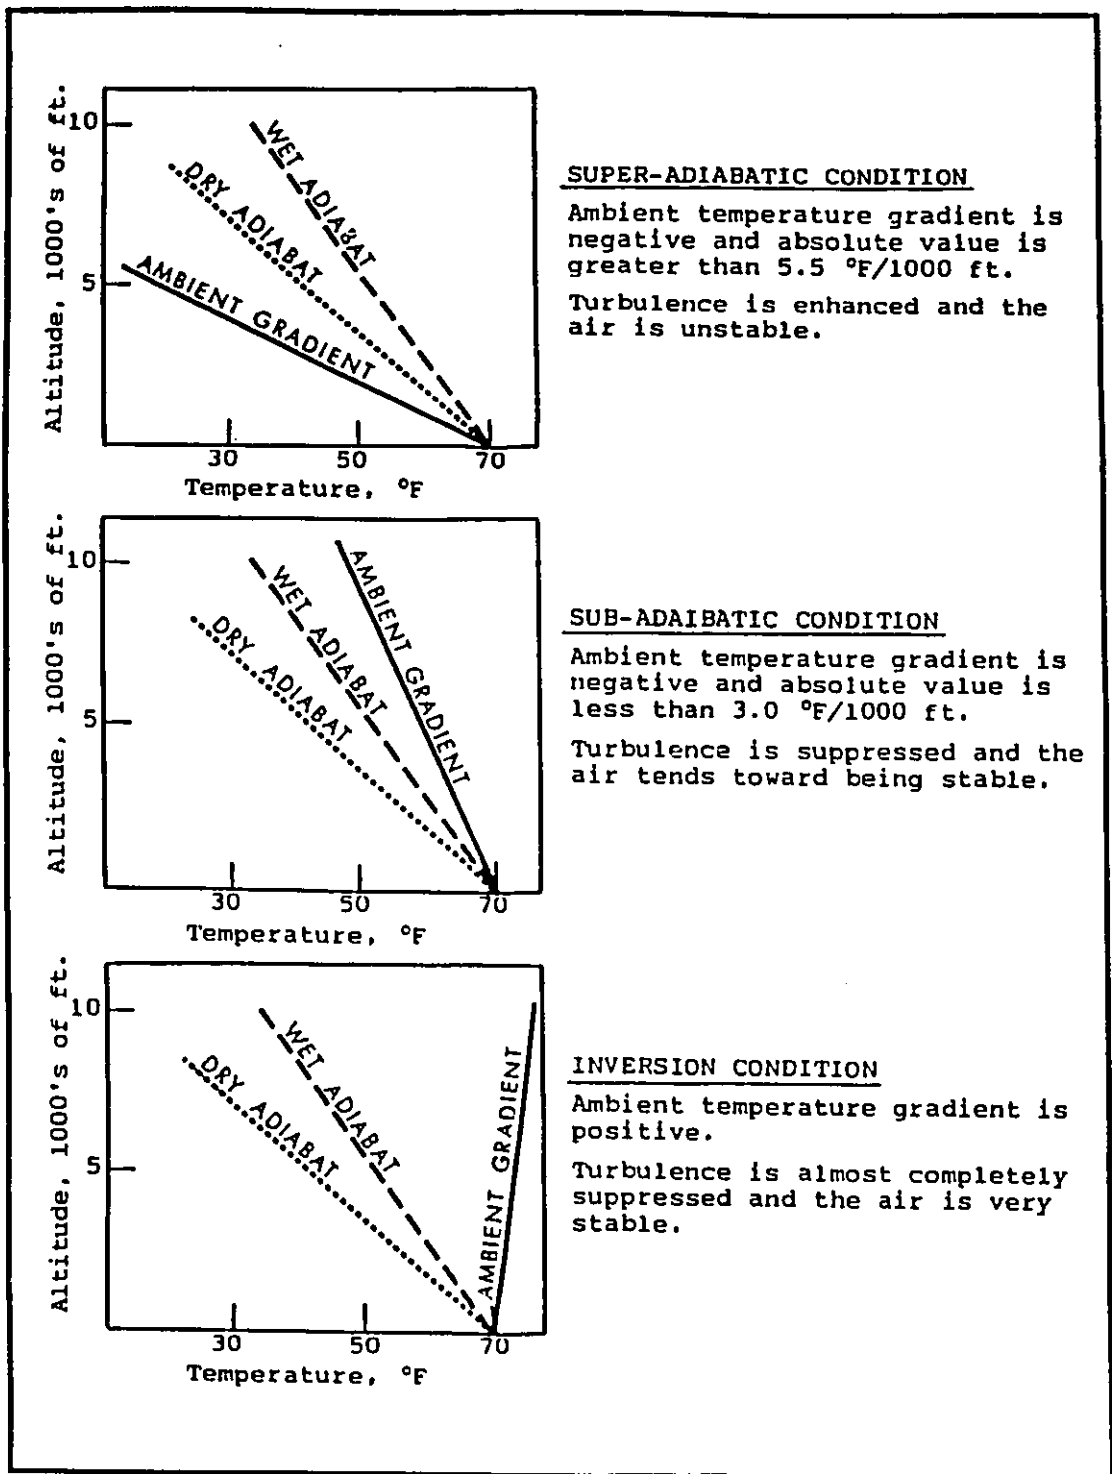 Altitude, 1000's of ft.
10
5
WET ADIABAT
DRY ADIABAT
AMBIENT GRADIENT
30
50
70
Temperature, °F
SUPER-ADIABATIC CONDITION
Ambient temperature gradient is
negative and absolute value is
greater than 5.5 °F/1000 ft.
Turbulence is enhanced and the
air is unstable.
Altitude, 1000's of ft.
10
5
AMBIENT GRADIENT
WET ADIABAT
DRY ADIABAT
30
50
70
Temperature, °F
SUB-ADAIBATIC CONDITION
Ambient temperature gradient is
negative and absolute value is
less than 3.0 °F/1000 ft.
Turbulence is suppressed and the
air tends toward being stable.
Altitude, 1000's of ft.
10
5
WET ADIABAT
DRY ADIABAT
AMBIENT GRADIENT
30
50
70
Temperature, °F
INVERSION CONDITION
Ambient temperature gradient is
positive.
Turbulence is almost completely
suppressed and the air is very
stable.